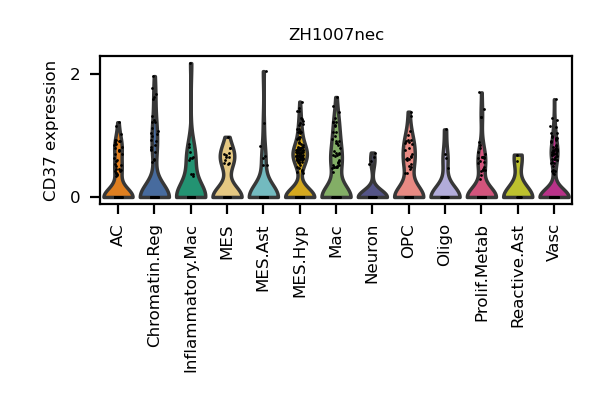 ZH1007nec
CD37 expression
2
0
AC
Chromatin.Reg
Inflammatory.Mac
MES
MES.Ast
MES.Hyp
Mac
Neuron
OPC
Oligo
Prolif.Metab
Reactive.Ast
Vasc